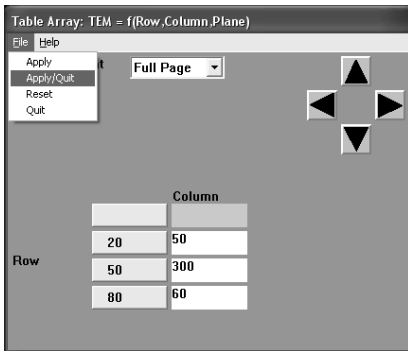 Table Array: TEM = f(Row,Column,Plane)
File Help
Apply
Apply/Quit
Reset
Quit
Full Page
Column
20 50
Row
50 300
80 60